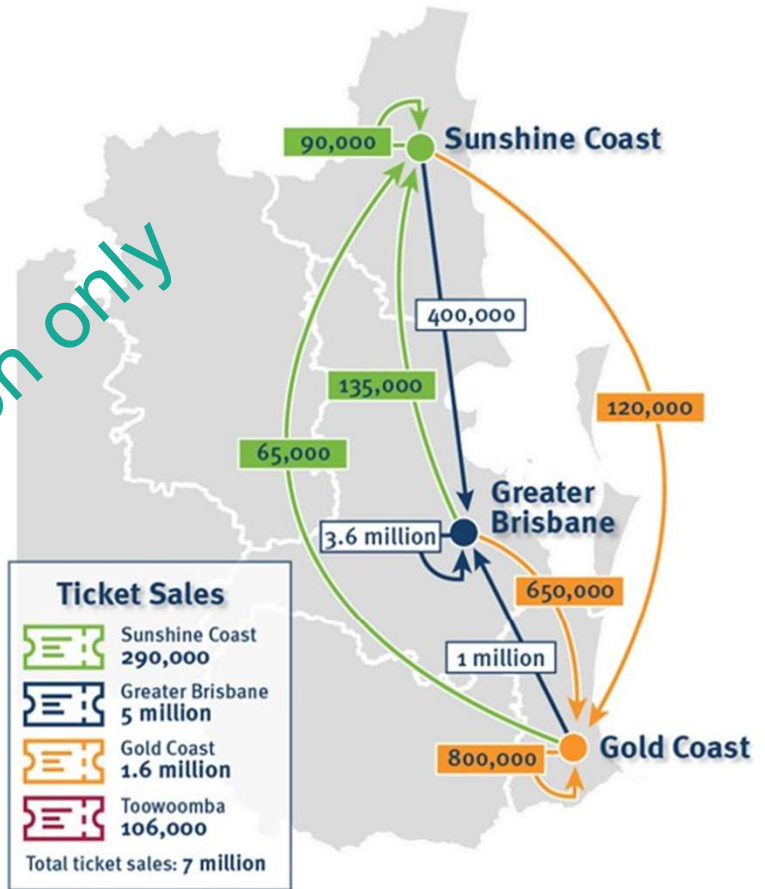 90,000
Sunshine Coast
400,000
135,000
120,000
65,000
Greater
Brisbane
3.6 million
650,000
1 million
Gold Coast
800,000
Ticket Sales
Sunshine Coast
290,000
Greater Brisbane
5 million
Gold Coast
1.6 million
Toowoomba
106,000
Total ticket sales: 7 million
only